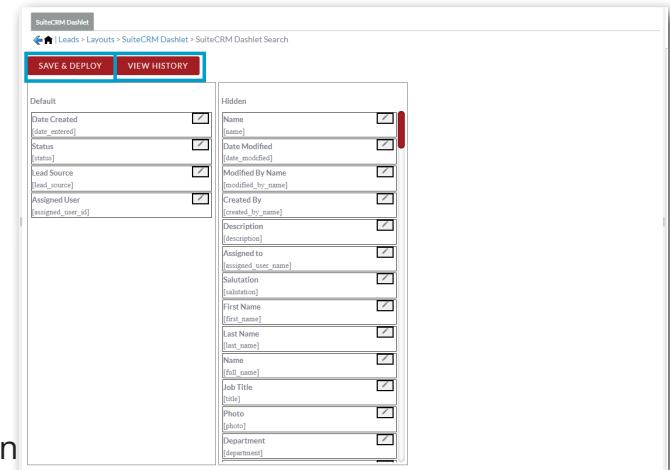 SuiteCRM Dashlet
| Leads > Layouts > SuiteCRM Dashlet > SuiteCRM Dashlet Search
SAVE & DEPLOY VIEW HISTORY
Default
Date Created
[date_entered]
Status
[status]
Lead Source
[lead_source]
Assigned User
[assigned_user_id]
Hidden
Name
[name]
Date Modified
[date_modified]
Modified By Name
[modified_by_name]
Created By
[created_by_name]
Description
[description]
Assigned to
[assigned_user_name]
Salutation
[salutation]
First Name
[first_name]
Last Name
[last_name]
Name
[full_name]
Job Title
[title]
Photo
[photo]
Department
[department]
n